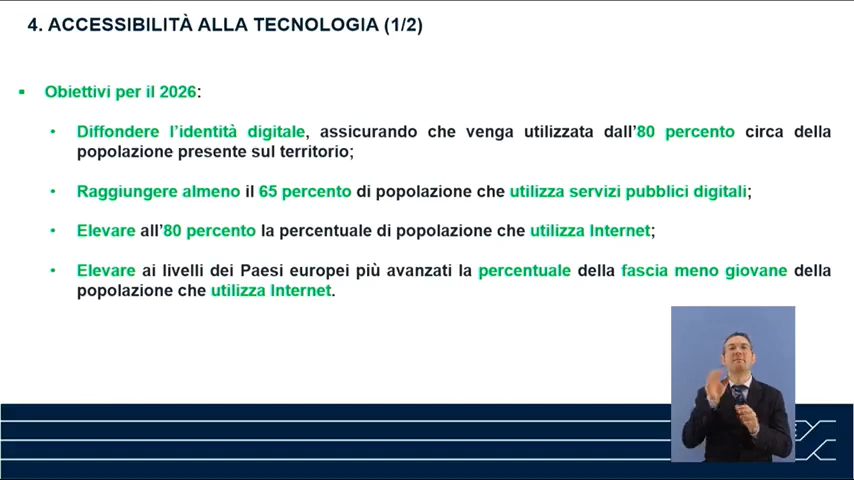 4. ACCESSIBILITÀ ALLA TECNOLOGIA (1/2)
Obiettivi per il 2026:
Diffondere l'identità digitale, assicurando che venga utilizzata dall'80 percento circa della
popolazione presente sul territorio;
Raggiungere almeno il 65 percento di popolazione che utilizza servizi pubblici digitali;
Elevare all'80 percento la percentuale di popolazione che utilizza Internet;
Elevare ai livelli dei Paesi europei più avanzati la percentuale della fascia meno giovane della
popolazione che utilizza Internet.